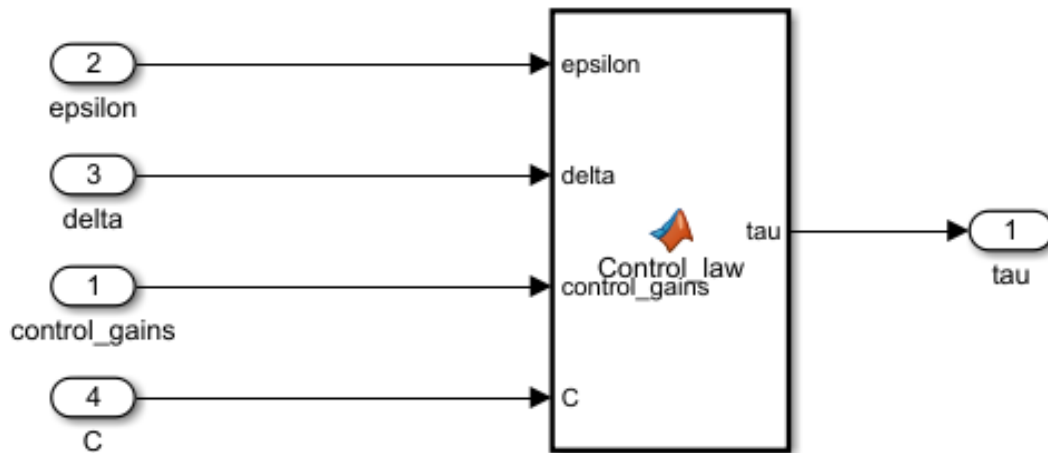 2
epsilon
epsilon
3
delta
delta
tau
1
tau
Control_law
1
control_gains
control_gains
4
C
C